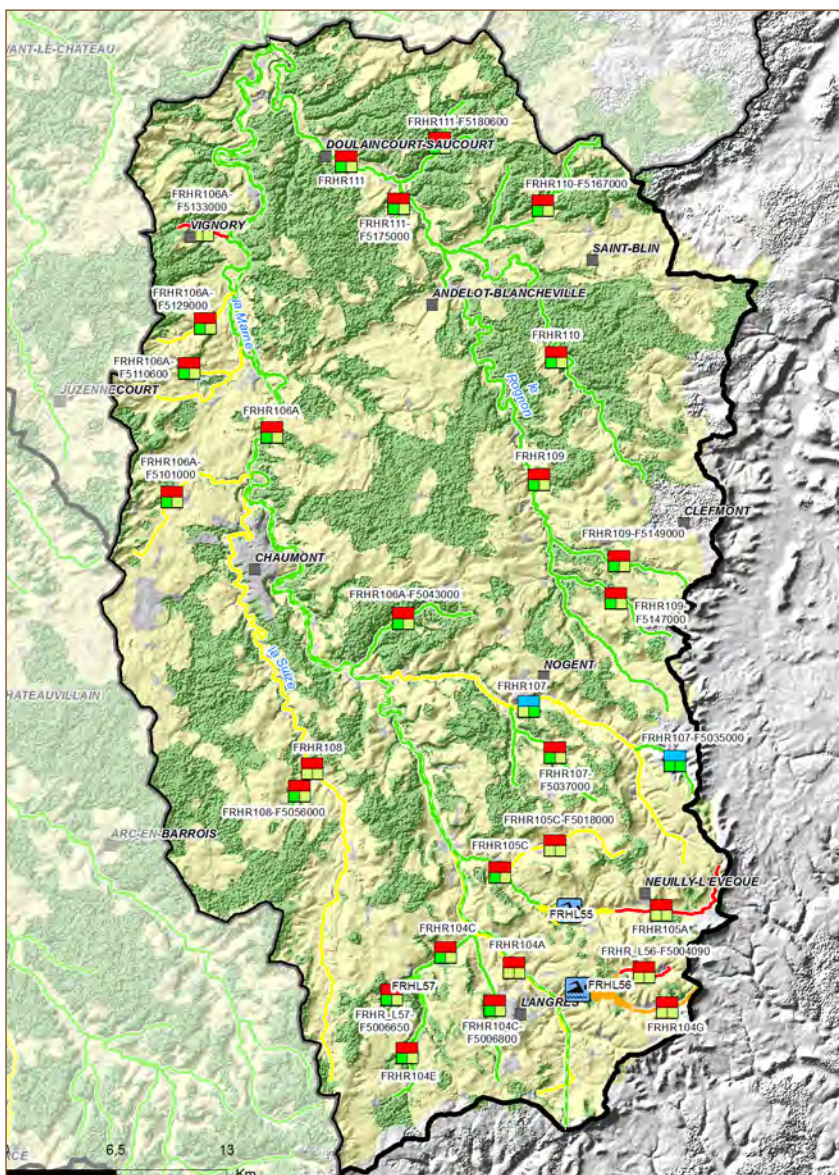 VANT-LE-CHATEAU
FRHR111-F5180600
DOULAINCOURT-SAUCOURT
FRHR111
FRHR110-F5167000
FRHR106A-
F5133000
VIGNORY
FRHR111-
F5175000
SAINT-BLIN
FRHR106A-
F5129000
la Marne
ANDELOT-BLANCHEVILLE
FRHR110
FRHR106A-
F5110600
JUZENNECOURT
le
Rognon
FRHR106A
FRHR106A-
F5101000
FRHR109
CLEFMONT
FRHR109-F5149000
CHAUMONT
FRHR106A-F5043000
FRHR109-
F5147000
la Suize
NOGENT
HATEAUVILLAIN
FRHR107
FRHR107-F5035000
FRHR108
FRHR107-
F5037000
FRHR108-F5056000
FRHR105C-F5018000
ARC-EN-BARROIS
FRHR105C
NEUILLY-L'EVEQUE
FRHL55
FRHR105A
FRHR104C
FRHR104A
FRHR_L56-F5004090
FRHL57
FRHL56
FRHR_L57-
F5006650
LANGRES
FRHR104C-
F5006800
FRHR104G
FRHR104E
6,5
13
Km